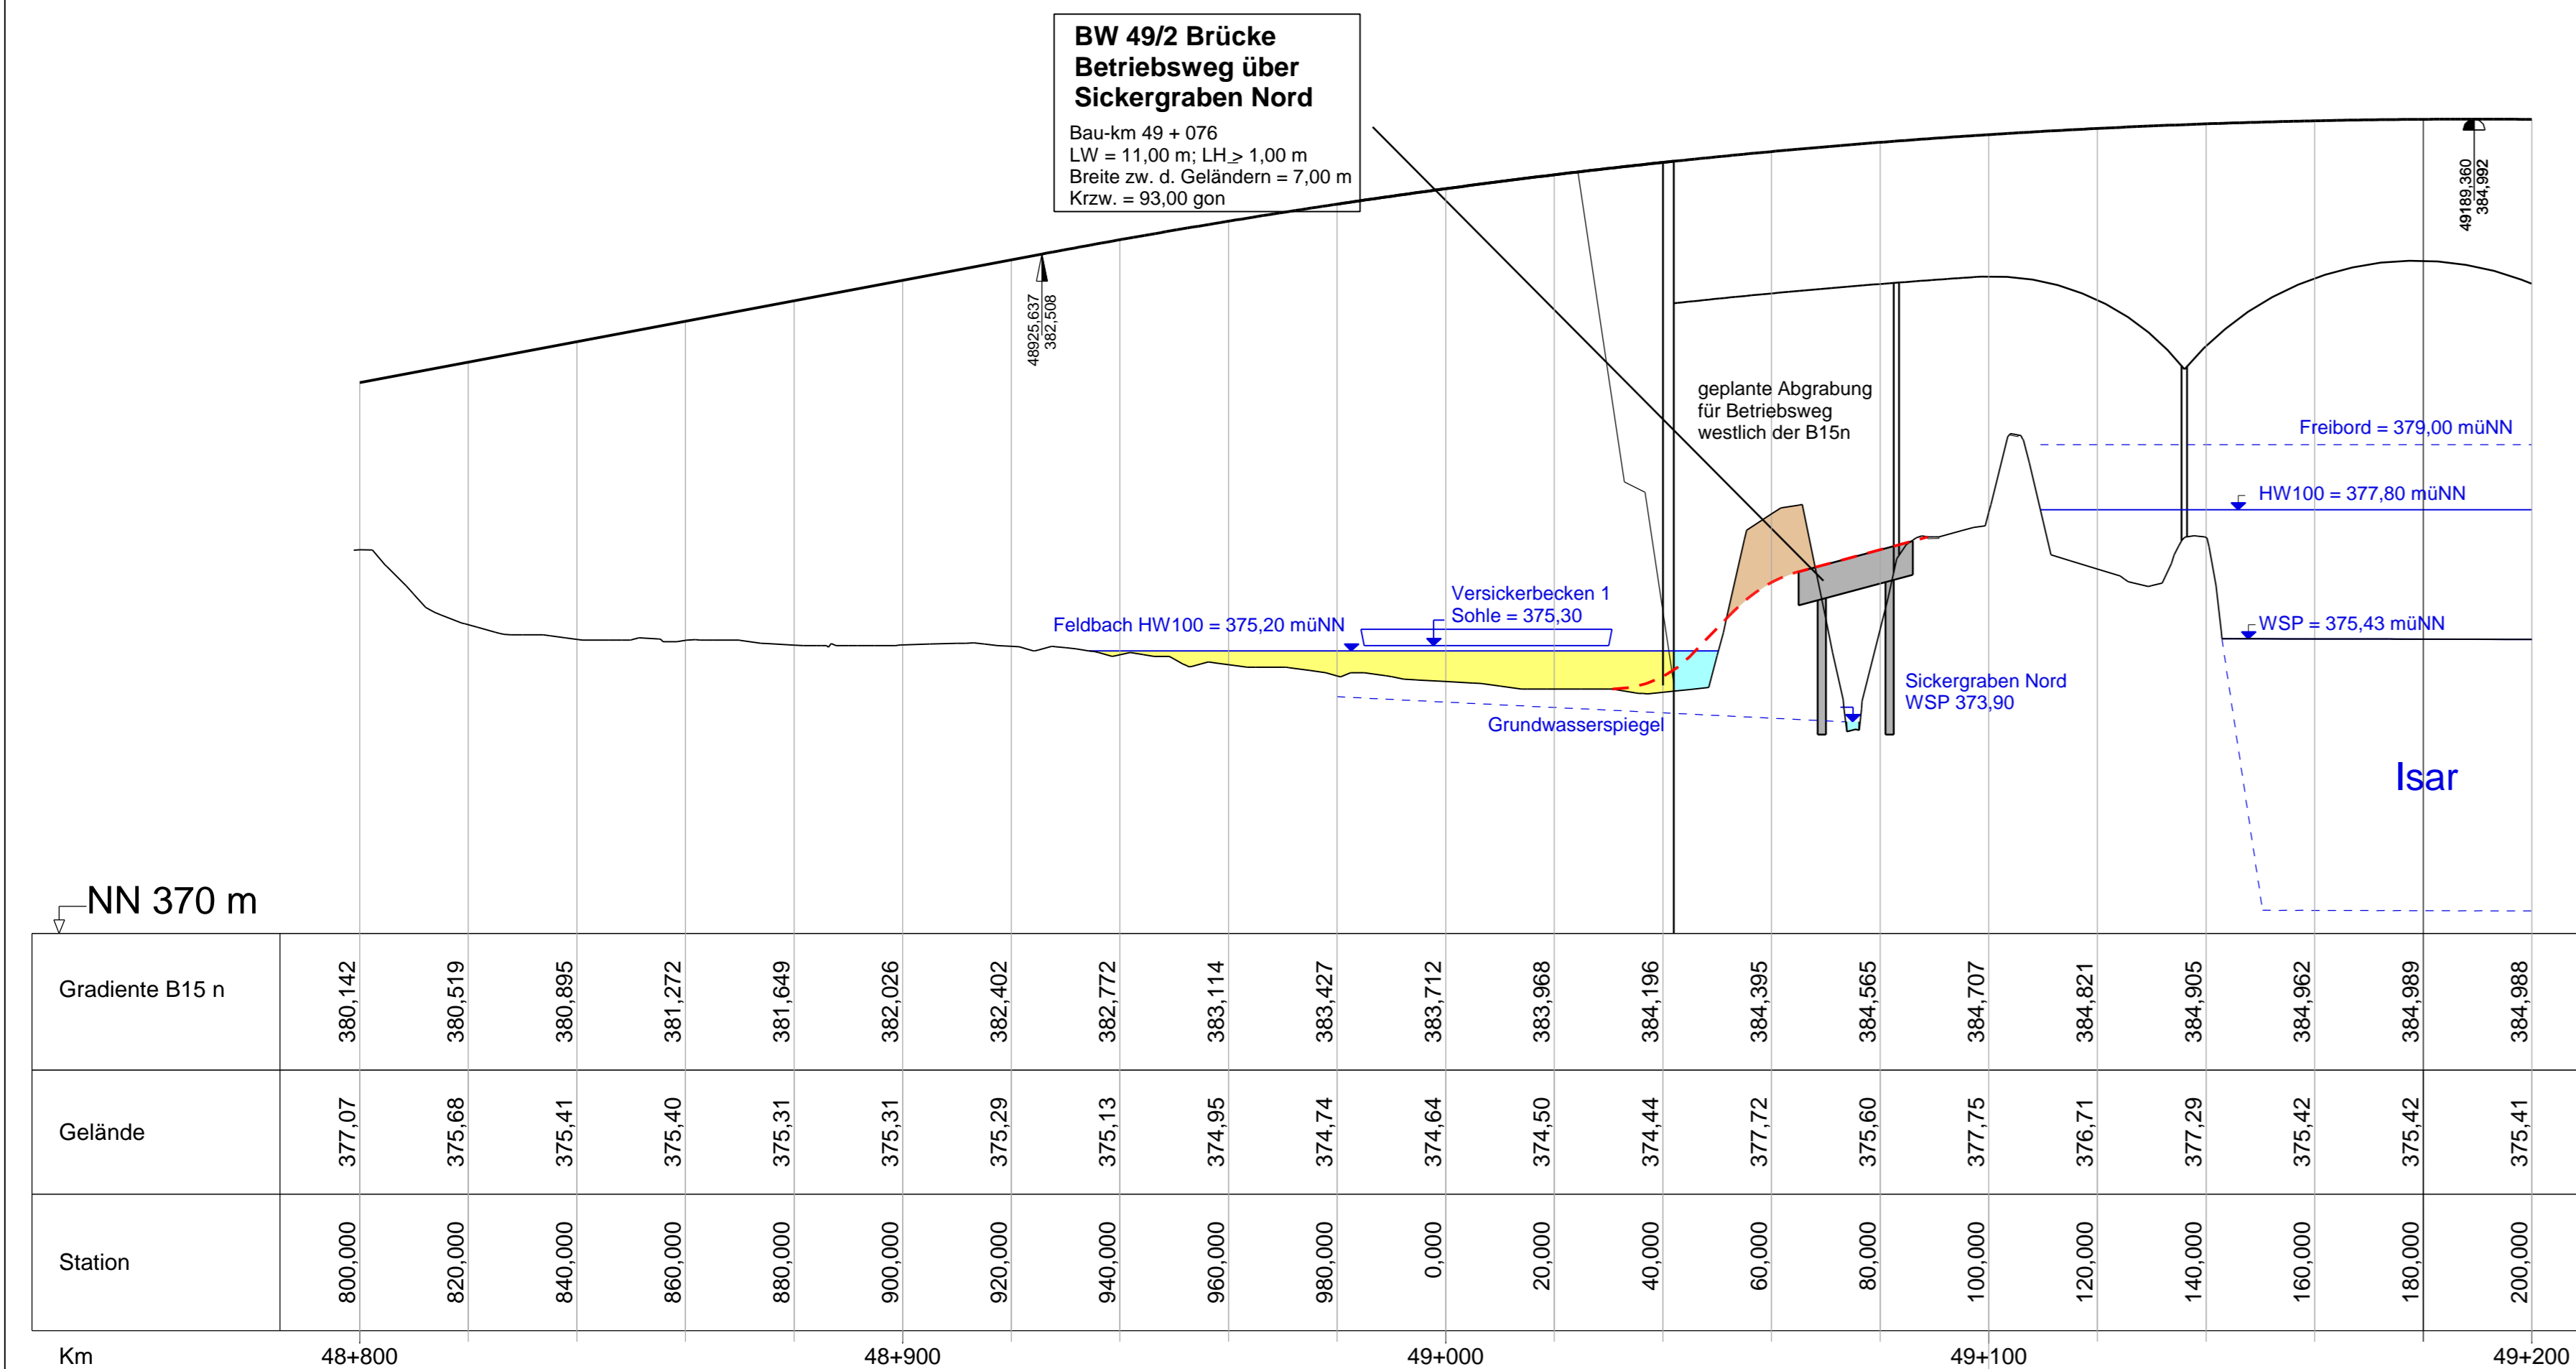 BW 49/2 Brücke
Betriebsweg über
Sickergraben Nord
Bau-km 49 + 076
LW = 11,00 m; LH ≥ 1,00 m
Breite zw. d. Geländern = 7,00 m
Krzw. = 93,00 gon
49189,360
384,992
48925,637
382,508
geplante Abgrabung
für Betriebsweg
westlich der B15n
Freibord = 379,00 müNN
HW100 = 377,80 müNN
Versickerbecken 1
Sohle = 375,30
Feldbach HW100 = 375,20 müNN
WSP = 375,43 müNN
Sickergraben Nord
WSP 373,90
Grundwasserspiegel
Isar
NN 370 m
Gradiente B15 n 380,142 380,519 380,895 381,272 381,649 382,026 382,402 382,772 383,114 383,427 383,712 383,968 384,196 384,395 384,565 384,707 384,821 384,905 384,962 384,989 384,988
Gelände 377,07 375,68 375,41 375,40 375,31 375,31 375,29 375,13 374,95 374,74 374,64 374,50 374,44 377,72 375,60 377,75 376,71 377,29 375,42 375,42 375,41
Station 800,000 820,000 840,000 860,000 880,000 900,000 920,000 940,000 960,000 980,000 0,000 20,000 40,000 60,000 80,000 100,000 120,000 140,000 160,000 180,000 200,000
Km 48+800 48+900 49+000 49+100 49+200